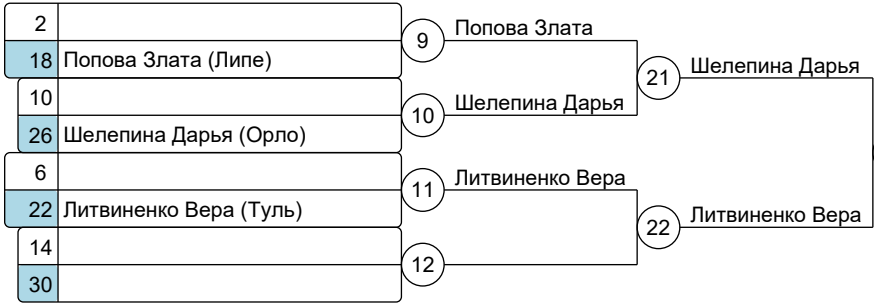 2
18 Попова Злата (Липе)
10
26 Шелепина Дарья (Орло)
6
22 Литвиненко Вера (Туль)
14
30
9
Попова Злата
10
Шелепина Дарья
11
Литвиненко Вера
12
21
Шелепина Дарья
22
Литвиненко Вера